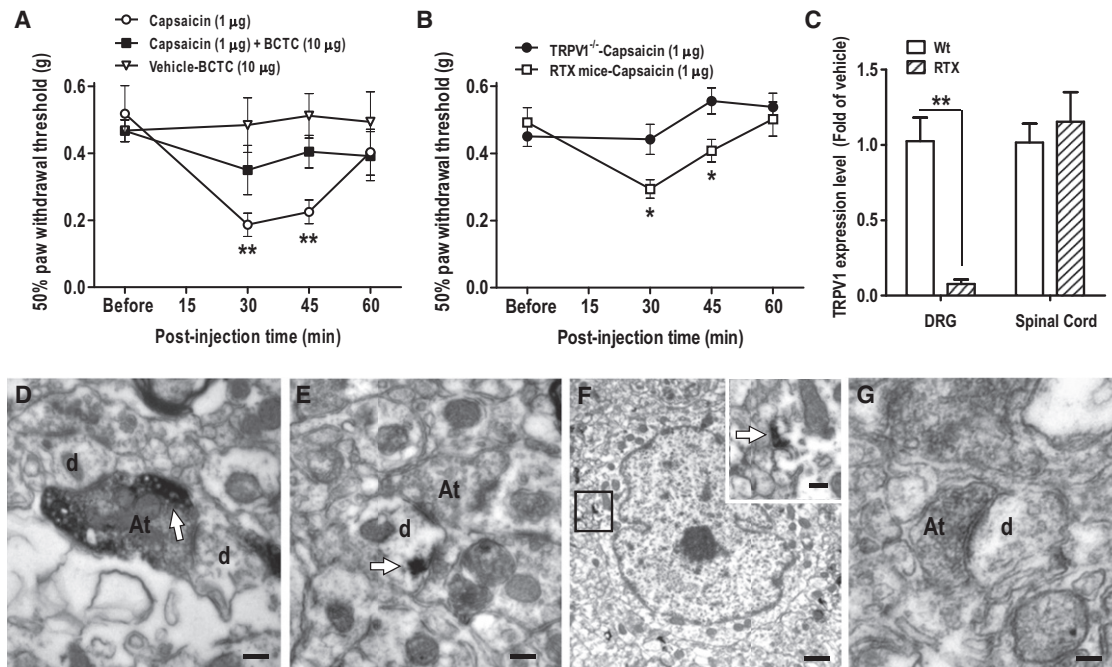 A
Capsaicin (1 µg)
Capsaicin (1 µg) + BCTC (10 µg)
Vehicle-BCTC (10 µg)
50% paw withdrawal threshold (g)
0.6
0.4
0.2
0.0
** **
Before 15 30 45 60
Post-injection time (min)
B
TRPV1-/--Capsaicin (1 µg)
RTX mice-Capsaicin (1 µg)
50% paw withdrawal threshold (g)
0.6
0.4
0.2
0.0
* *
Before 15 30 45 60
Post-injection time (min)
C
Wt
RTX
TRPV1 expression level (Fold of vehicle)
1.5
1.0
0.5
0.0
**
DRG Spinal Cord
D
d
At
d
E
At
d
F
G
At d